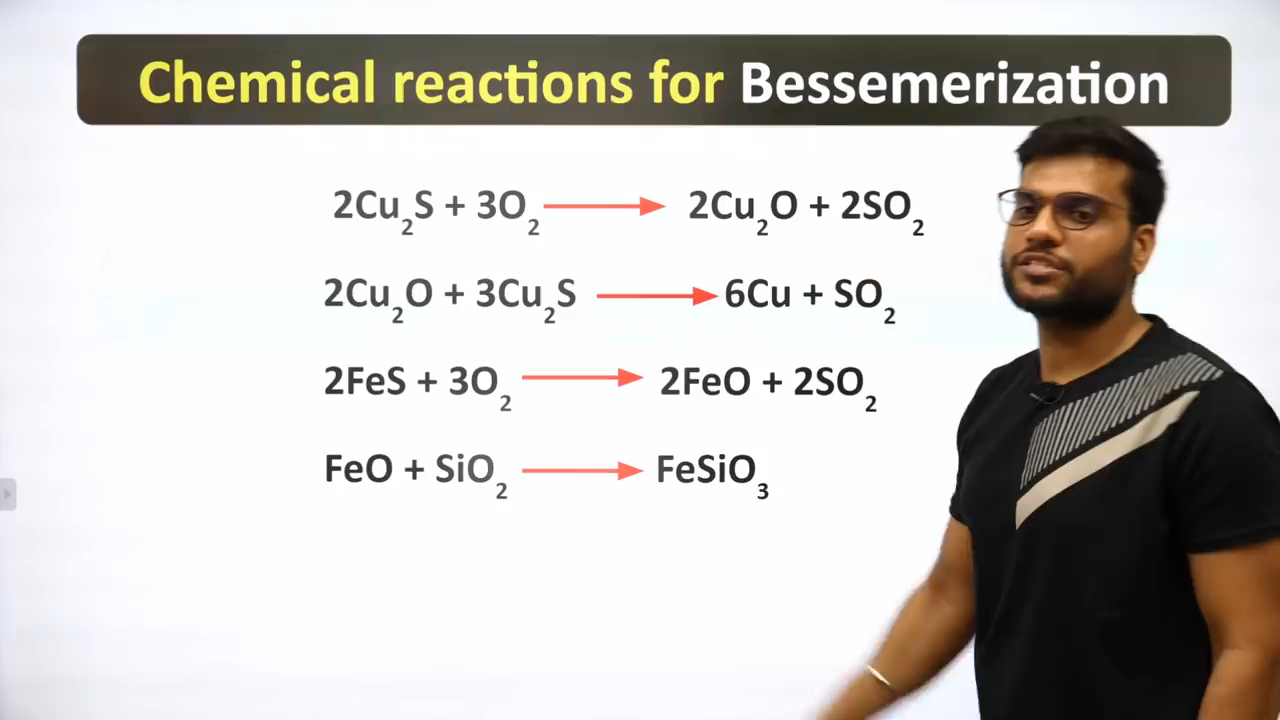 Chemical reactions for Bessemerization
2Cu₂S + 3O₂ → 2Cu₂O + 2SO₂
2Cu₂O + 3Cu₂S → 6Cu + SO₂
2FeS + 3O₂ → 2FeO + 2SO₂
FeO + SiO₂ → FeSiO₃